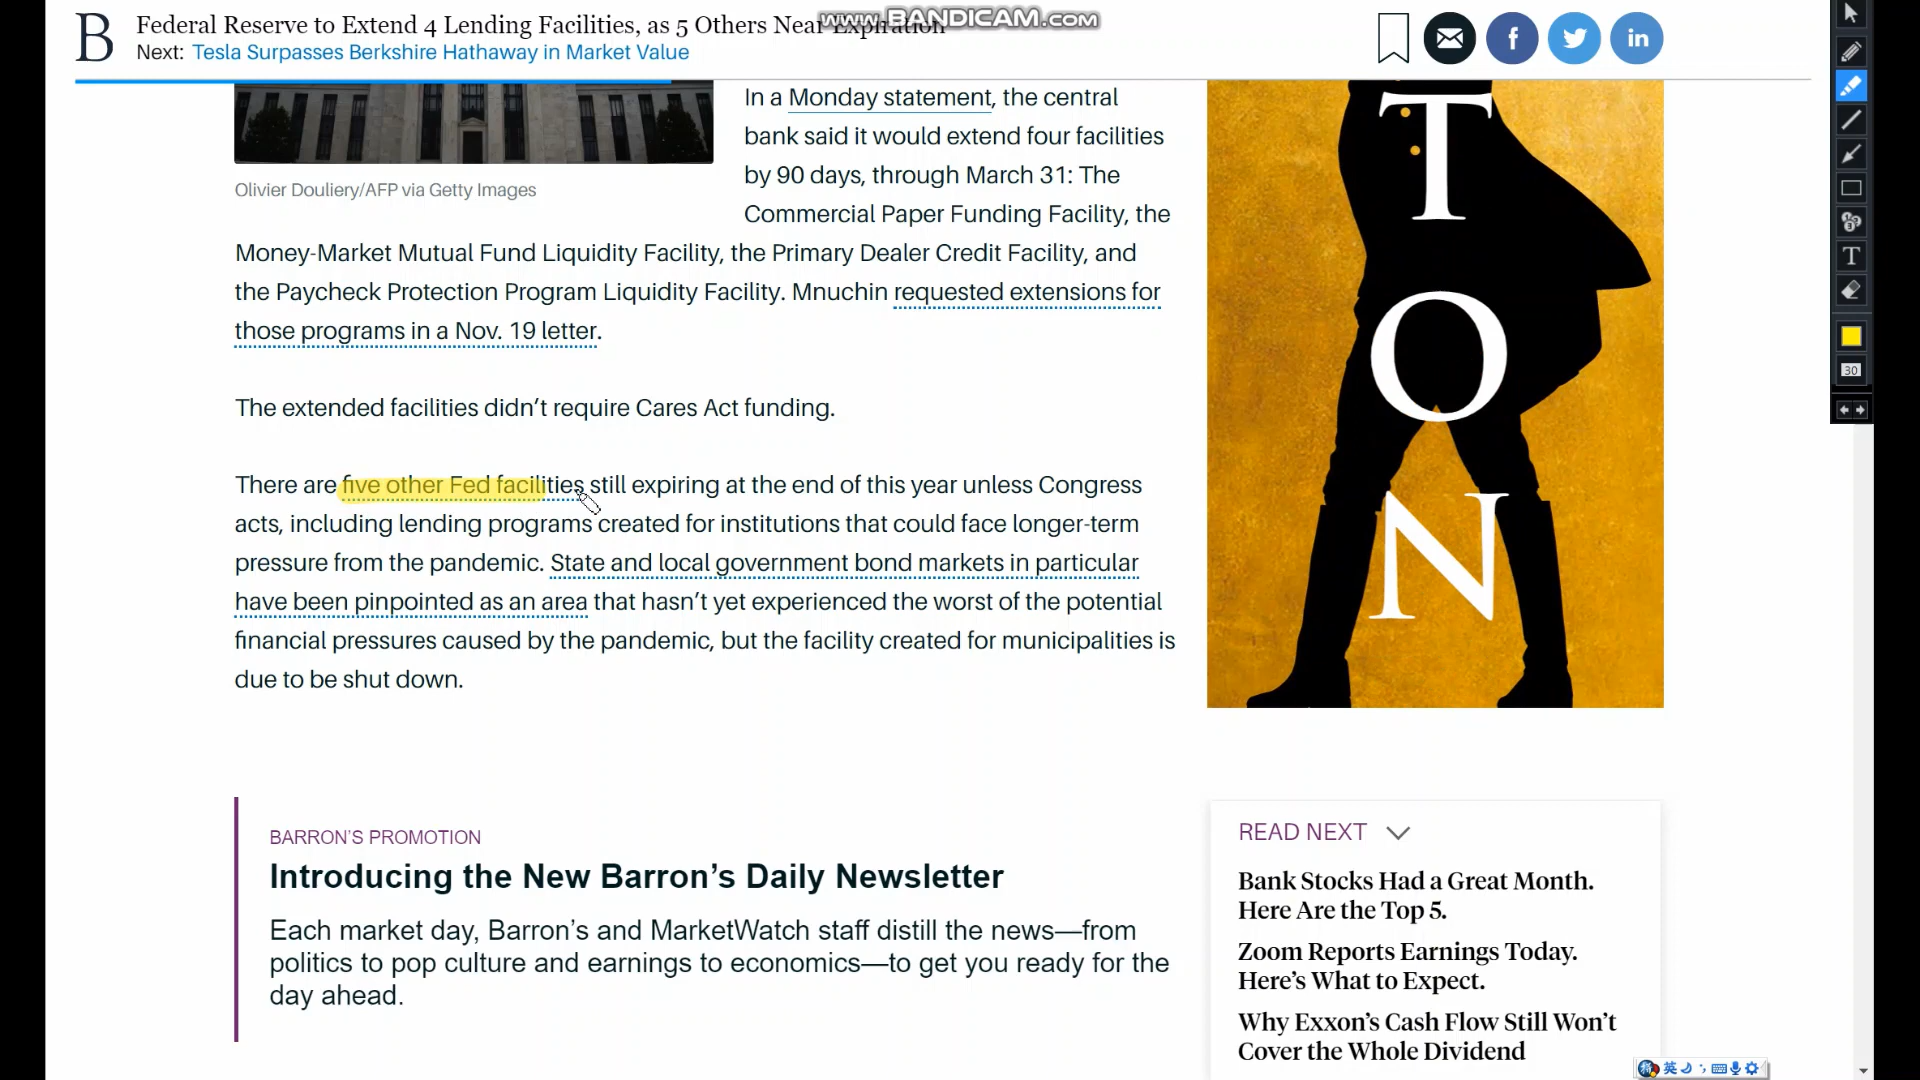 B
Federal Reserve to Extend 4 Lending Facilities, as 5 Others Near Expiration
www.BANDICAM.com
Next: Tesla Surpasses Berkshire Hathaway in Market Value
f
in
In a Monday statement, the central
bank said it would extend four facilities
by 90 days, through March 31: The
Commercial Paper Funding Facility, the
Olivier Douliery/AFP via Getty Images
Money-Market Mutual Fund Liquidity Facility, the Primary Dealer Credit Facility, and
the Paycheck Protection Program Liquidity Facility. Mnuchin requested extensions for
those programs in a Nov. 19 letter.
The extended facilities didn’t require Cares Act funding.
There are five other Fed facilities still expiring at the end of this year unless Congress
acts, including lending programs created for institutions that could face longer-term
pressure from the pandemic. State and local government bond markets in particular
have been pinpointed as an area that hasn’t yet experienced the worst of the potential
financial pressures caused by the pandemic, but the facility created for municipalities is
due to be shut down.
T
O
N
T
30
BARRON’S PROMOTION
Introducing the New Barron’s Daily Newsletter
Each market day, Barron’s and MarketWatch staff distill the news—from
politics to pop culture and earnings to economics—to get you ready for the
day ahead.
READ NEXT
Bank Stocks Had a Great Month.
Here Are the Top 5.
Zoom Reports Earnings Today.
Here’s What to Expect.
Why Exxon’s Cash Flow Still Won’t
Cover the Whole Dividend
英